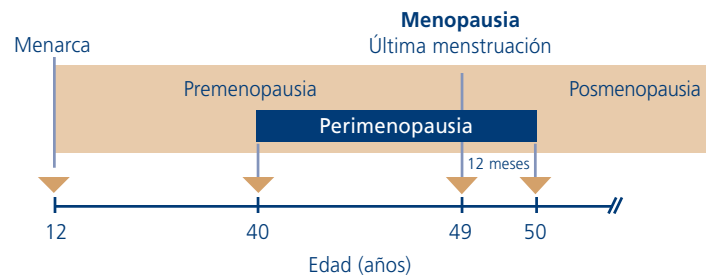 Menopausia
Menarca
Última menstruación
Premenopausia
Posmenopausia
Perimenopausia
12 meses
12
40
49
50
Edad (años)